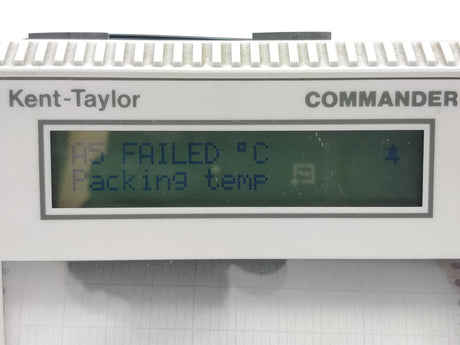 Kent-Taylor COMMANDER
A5 FAILED °C
Packing temp